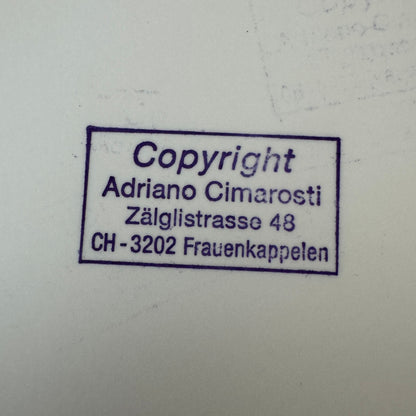 Copyright
Adriano Cimarosti
Zälglistrasse 48
CH-3202 Frauenkappelen